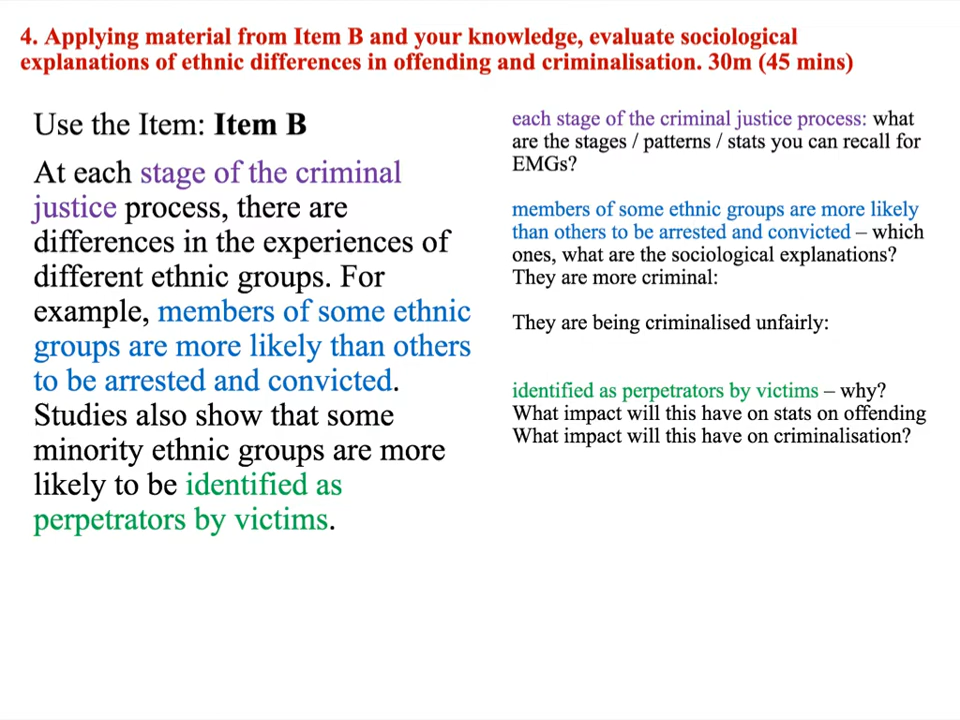 4. Applying material from Item B and your knowledge, evaluate sociological
explanations of ethnic differences in offending and criminalisation. 30m (45 mins)
Use the Item: Item B
At each stage of the criminal
justice process, there are
differences in the experiences of
different ethnic groups. For
example, members of some ethnic
groups are more likely than others
to be arrested and convicted.
Studies also show that some
minority ethnic groups are more
likely to be identified as
perpetrators by victims.
each stage of the criminal justice process: what
are the stages / patterns / stats you can recall for
EMGs?
members of some ethnic groups are more likely
than others to be arrested and convicted – which
ones, what are the sociological explanations?
They are more criminal:
They are being criminalised unfairly:
identified as perpetrators by victims – why?
What impact will this have on stats on offending
What impact will this have on criminalisation?